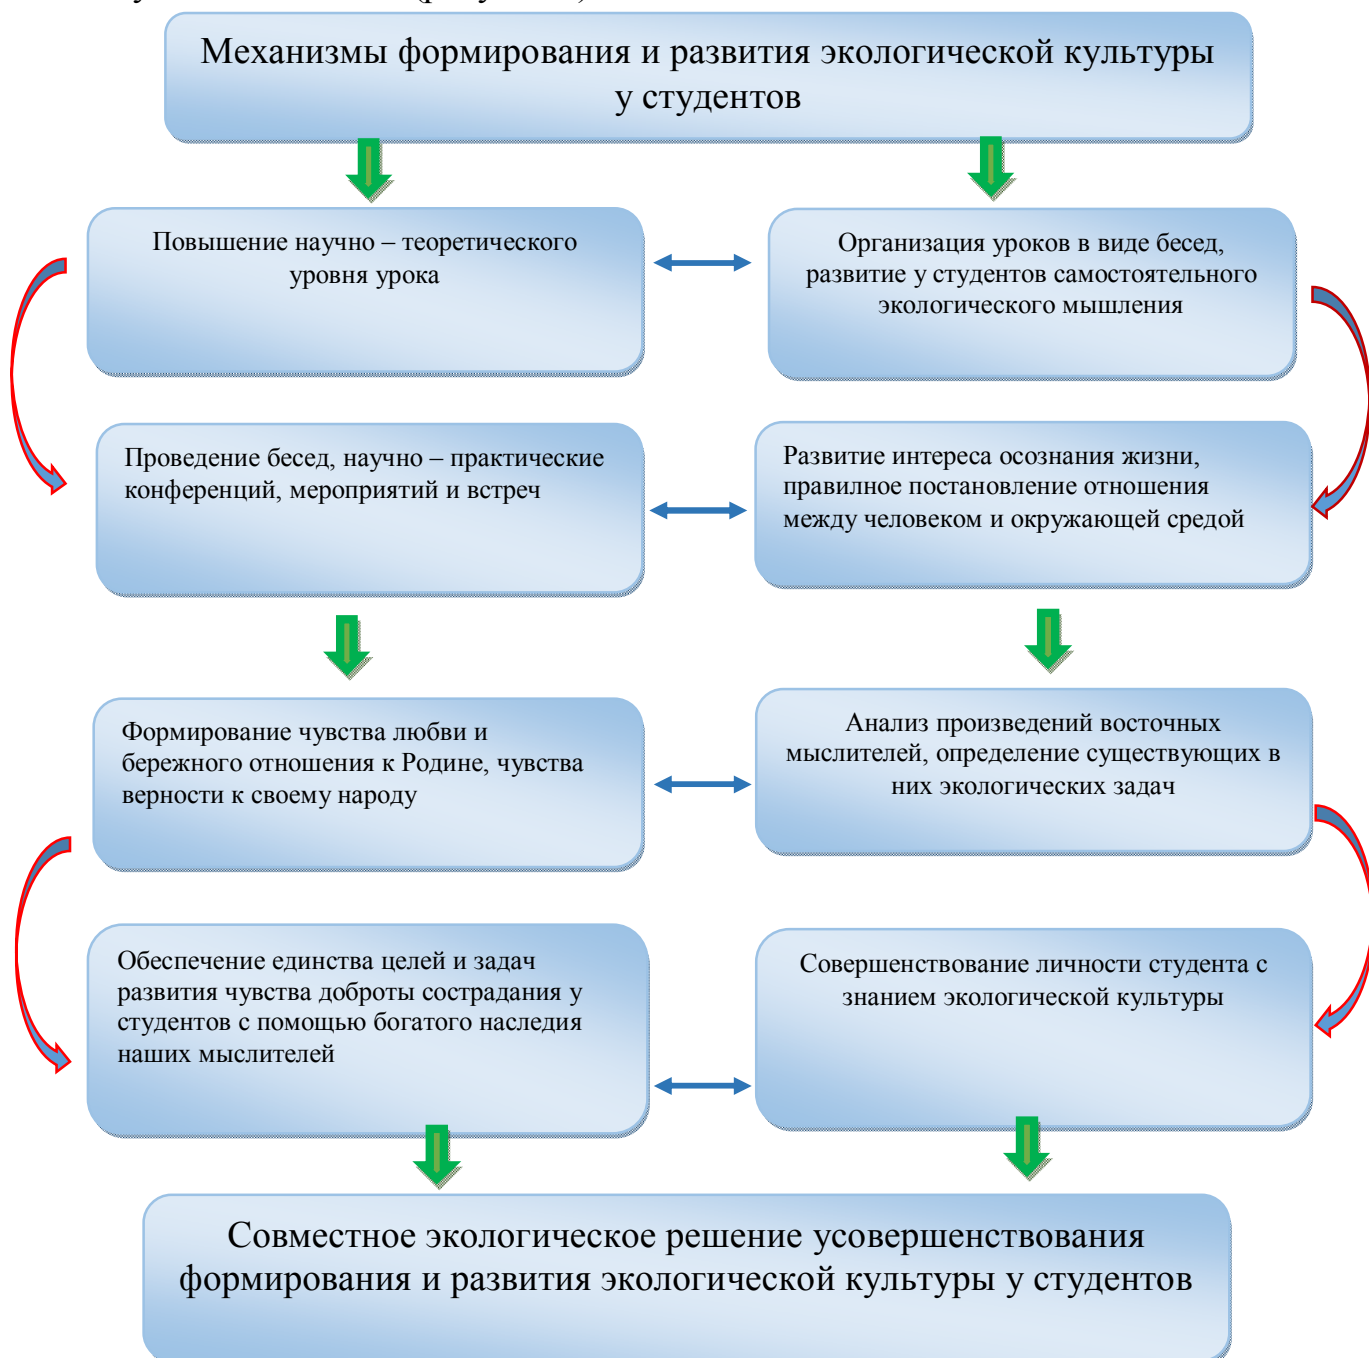 Механизмы формирования и развития экологической культуры
у студентов
Повышение научно – теоретического
уровня урока
Организация уроков в виде бесед,
развитие у студентов самостоятельного
экологического мышления
Проведение бесед, научно – практические
конференций, мероприятий и встреч
Развитие интереса осознания жизни,
правилное постановление отношения
между человеком и окружающей средой
Формирование чувства любви и
бережного отношения к Родине, чувства
верности к своему народу
Анализ произведений восточных
мыслителей, определение существующих в
них экологических задач
Обеспечение единства целей и задач
развития чувства доброты сострадания у
студентов с помощью богатого наследия
наших мыслителей
Совершенствование личности студента с
знанием экологической культуры
Совместное экологическое решение усовершенствования
формирования и развития экологической культуры у студентов